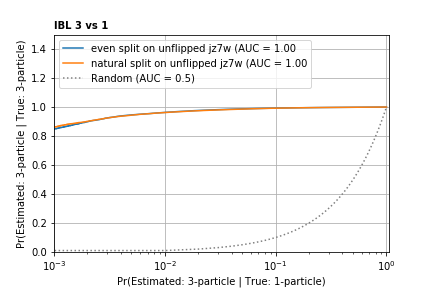 IBL 3 vs 1
even split on unflipped jz7w (AUC = 1.00
natural split on unflipped jz7w (AUC = 1.00
Random (AUC = 0.5)
Pr(Estimated: 3-particle | True: 3-particle)
1.4
1.2
1.0
0.8
0.6
0.4
0.2
0.0
10⁻³
10⁻²
10⁻¹
10⁰
Pr(Estimated: 3-particle | True: 1-particle)